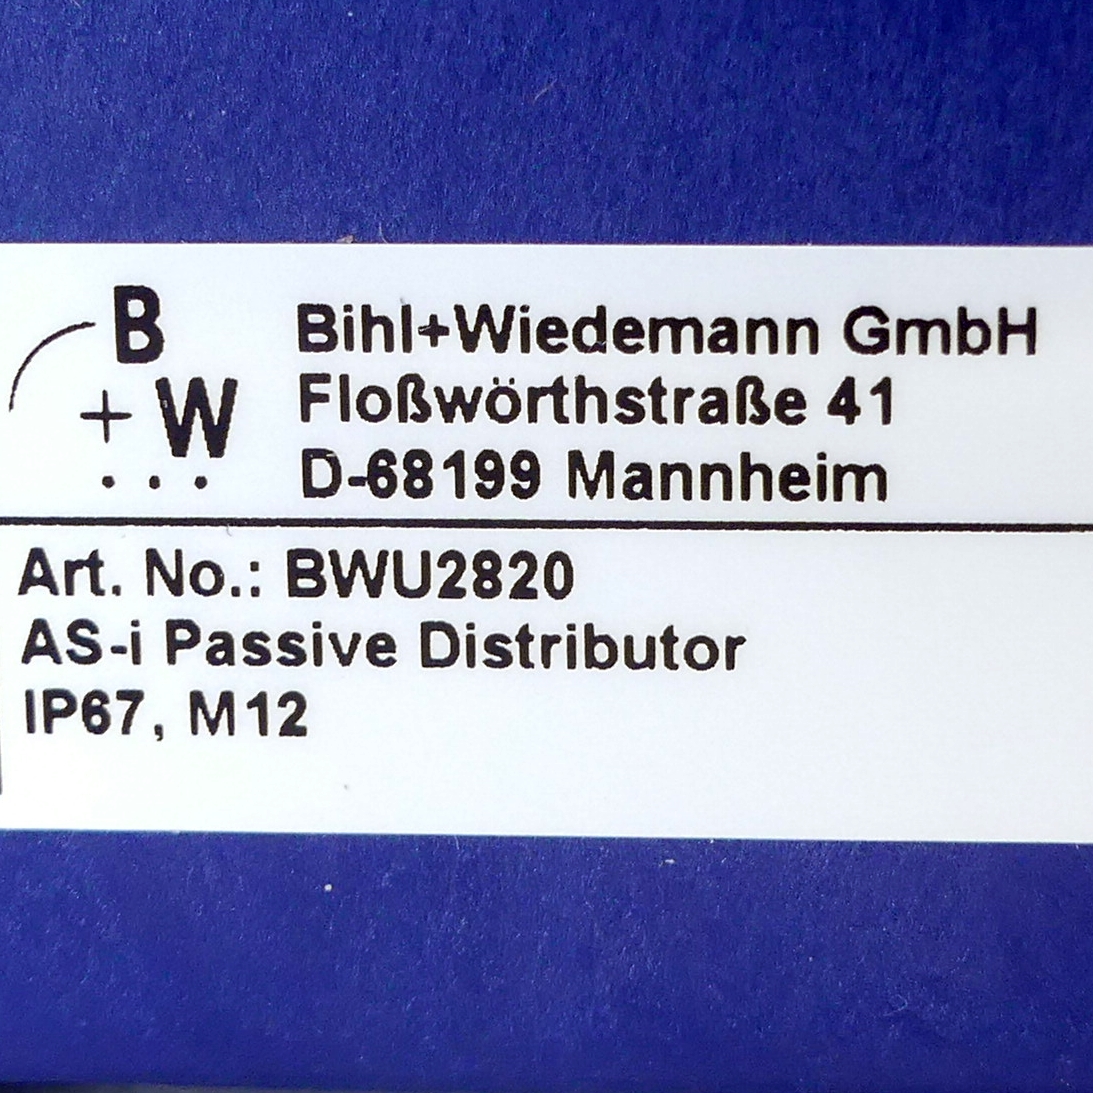 B
+W
...
Bihl+Wiedemann GmbH
Floßwörthstraße 41
D-68199 Mannheim
Art. No.: BWU2820
AS-i Passive Distributor
IP67, M12